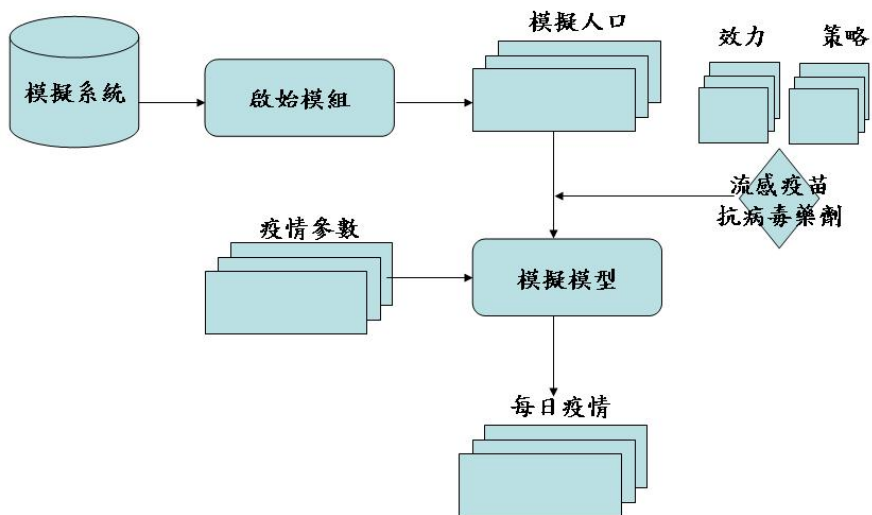 模擬人口
效力
策略
模擬系統
啟始模組
流感疫苗
抗病毒藥劑
疫情參數
模擬模型
每日疫情